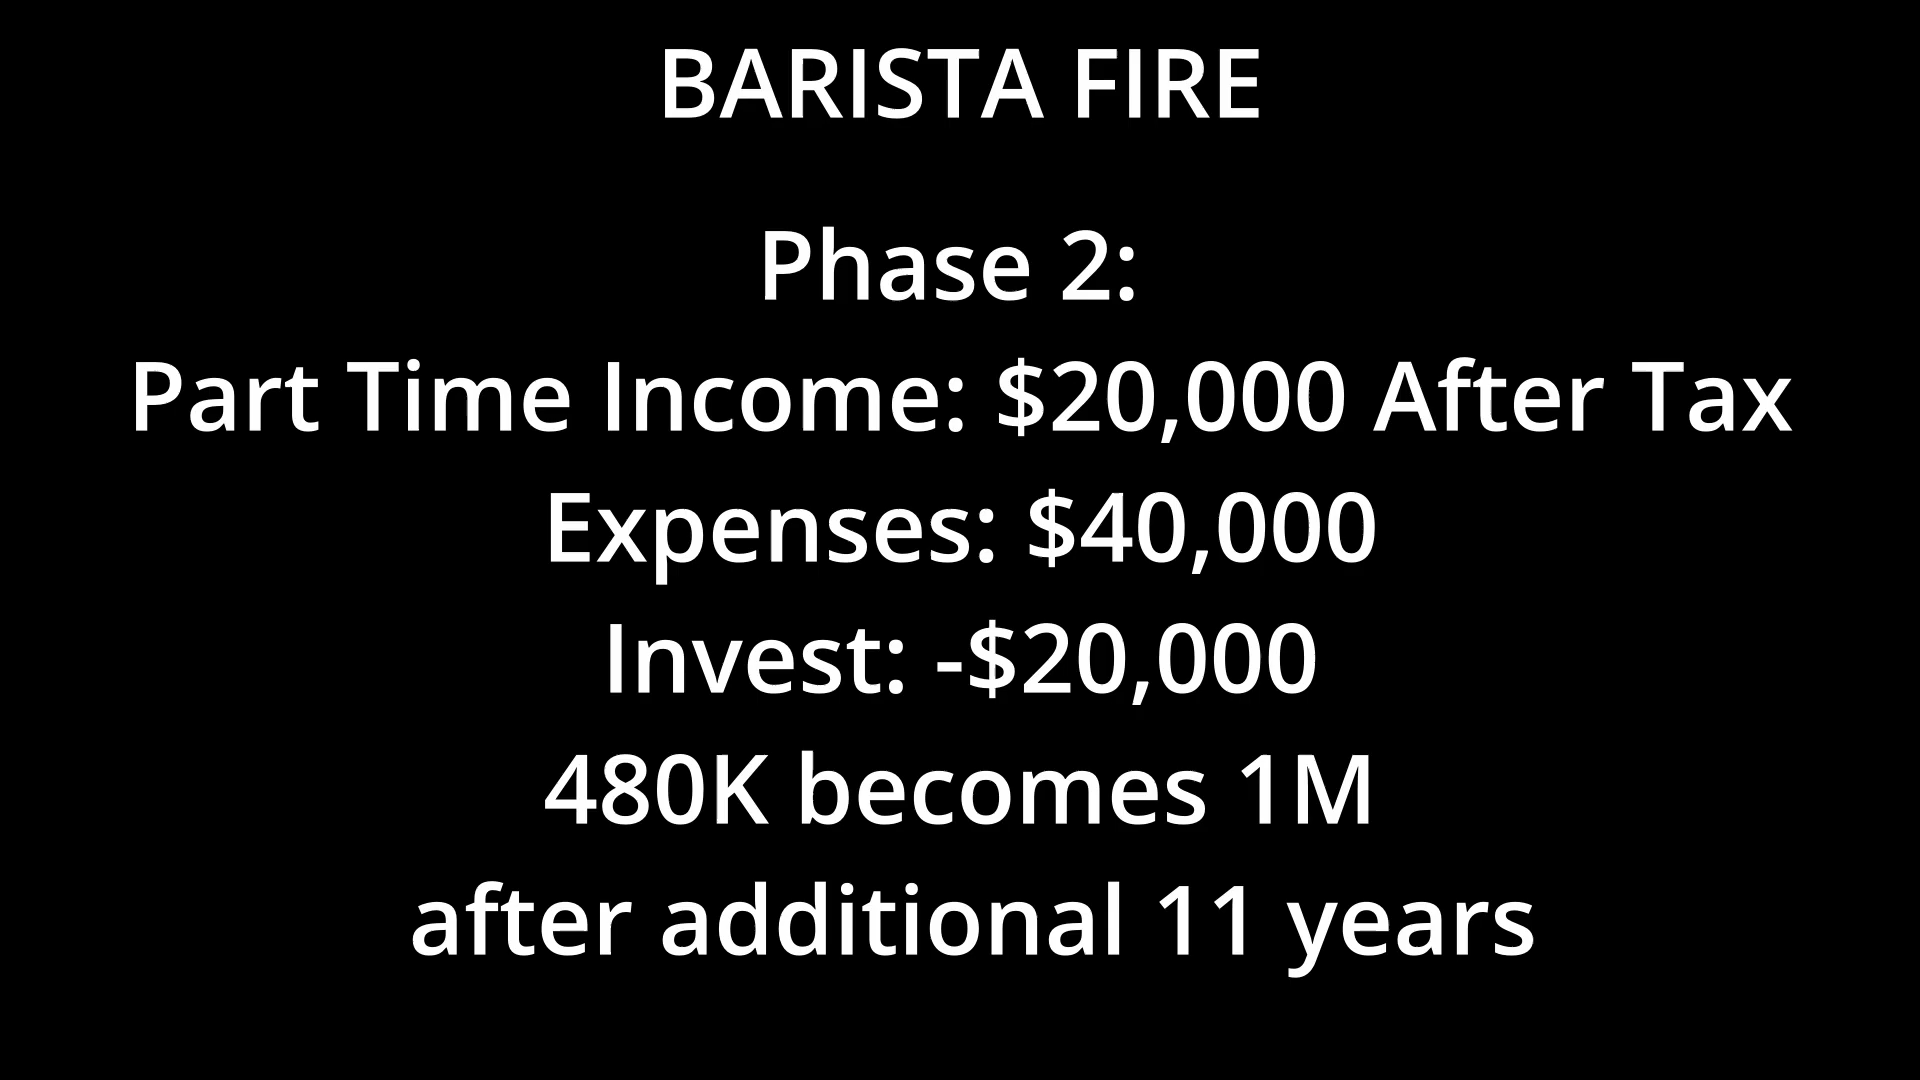 BARISTA FIRE
Phase 2:
Part Time Income: $20,000 After Tax
Expenses: $40,000
Invest: -$20,000
480K becomes 1M
after additional 11 years